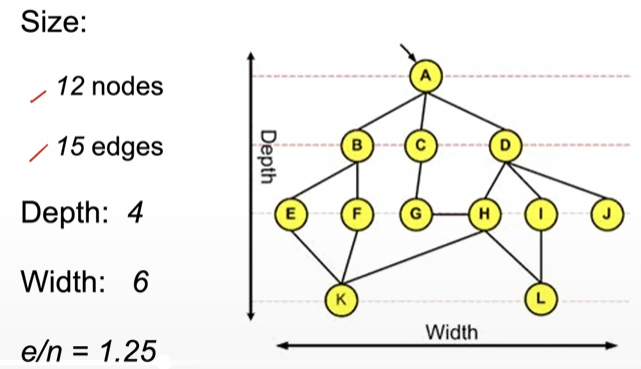 Size:
12 nodes
15 edges
Depth: 4
Width: 6
e/n = 1.25
Depth
A
B C D
E F G H I J
K L
Width